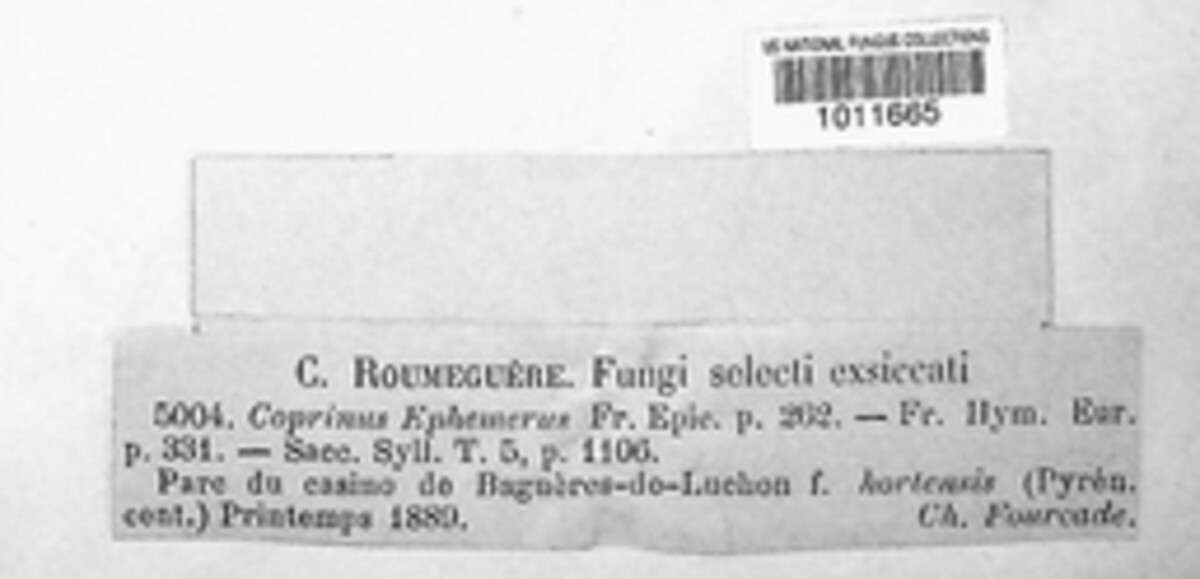 US NATIONAL FUNGUS COLLECTIONS
1011665
C. ROUMEGUÈRE. Fungi selecti exsiccati
5004. Coprinus Ephemerus Fr. Epic. p. 262. — Fr. Hym. Eur.
p. 331. — Sacc. Syll. T. 5, p. 1106.
Parc du casino de Bagnères-de-Luchon f. hortensis (Pyrén.
cent.) Printemps 1889. Ch. Fourcade.